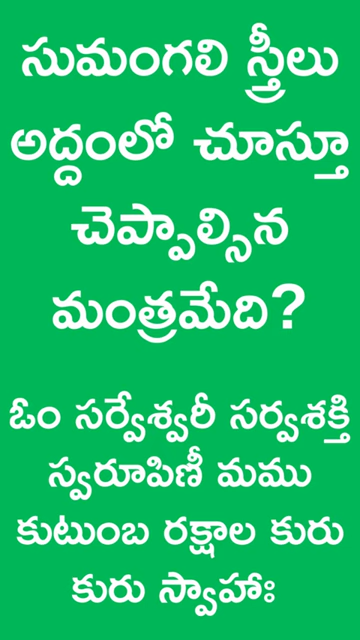 సుమంగలి స్త్రీలు
అద్దంలో చూస్తూ
చెప్పాల్సిన
మంత్రమేది?
ఓం సర్వేశ్వరీ సర్వశక్తి
స్వరూపిణీ మము
కుటుంబ రక్షాల కురు
కురు స్వాహాః